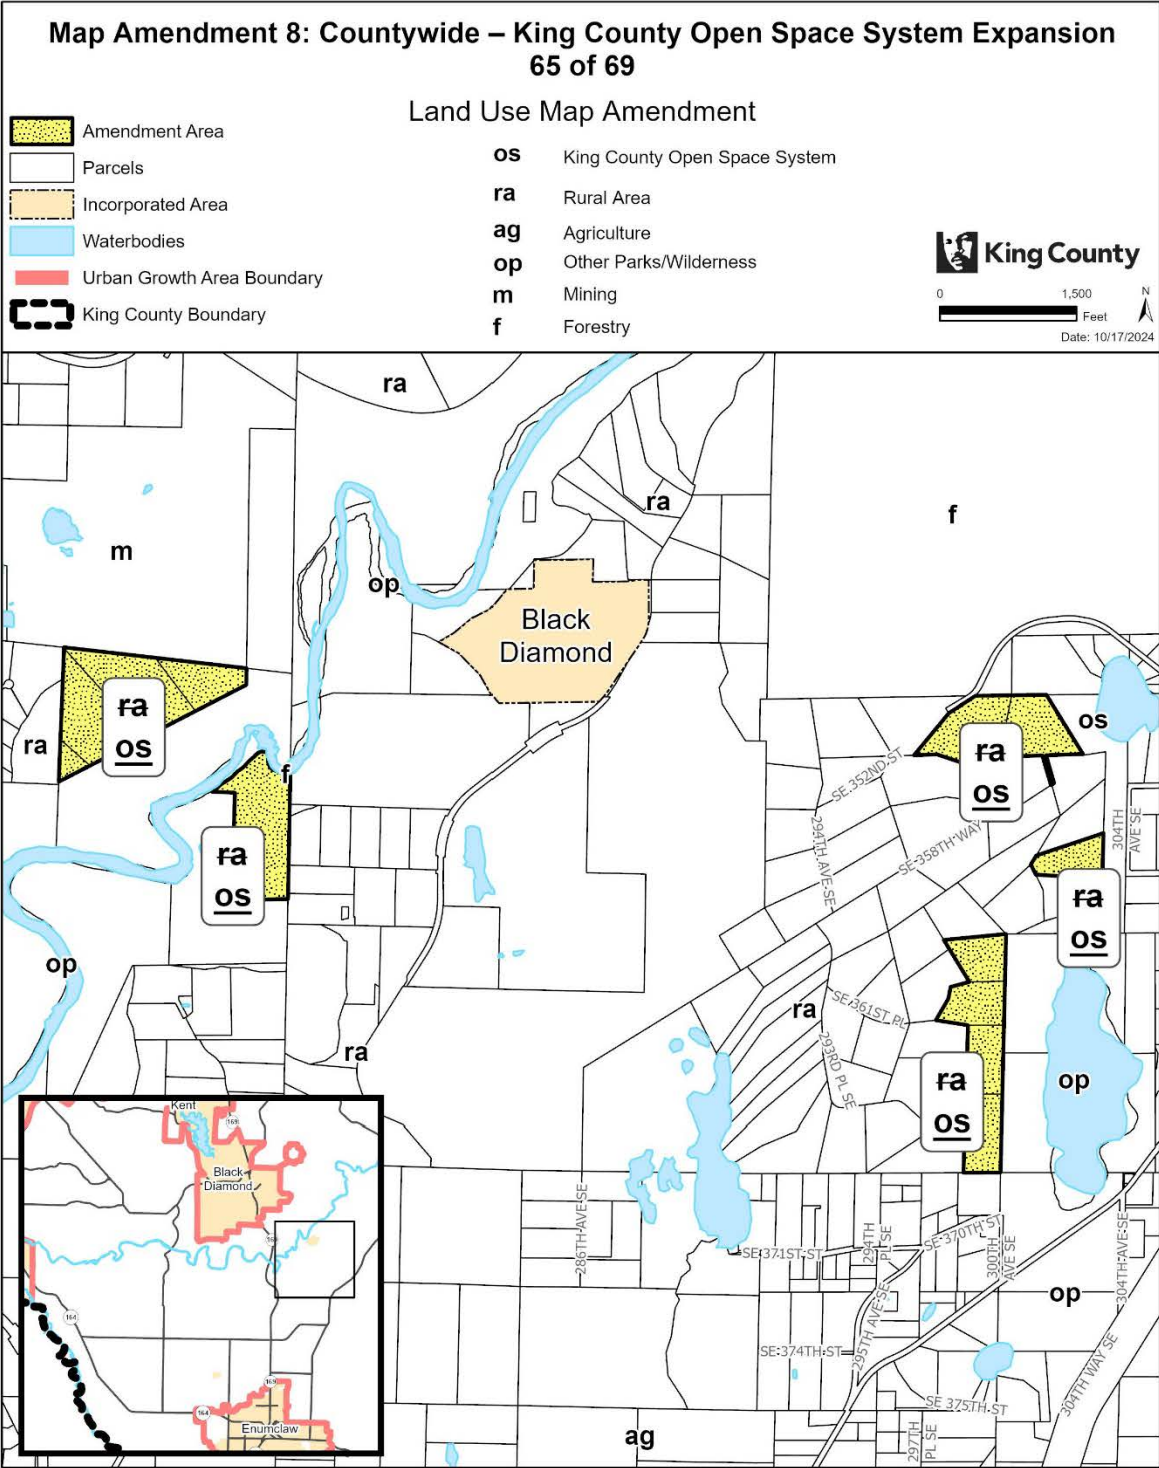 Map Amendment 8: Countywide – King County Open Space System Expansion
65 of 69
Land Use Map Amendment
Amendment Area
Parcels
Incorporated Area
Waterbodies
Urban Growth Area Boundary
King County Boundary
os King County Open Space System
ra Rural Area
ag Agriculture
op Other Parks/Wilderness
m Mining
f Forestry
King County
0 1,500
Feet
N
Date: 10/17/2024
ra
ra
f
m
op
Black
Diamond
ra
os
ra
f
ra
os
os
ra
os
SE 352ND ST
294TH AVE SE
SE 358TH WAY
304TH
AVE SE
ra
os
op
ra
SE 361ST PL
293RD PL SE
ra
ra
os
op
Kent
169
Black
Diamond
169
164
169
164
Enumclaw
286TH AVE SE
SE 371ST ST
294TH
PL SE
SE 370TH ST
300TH
AVE SE
304TH AVE SE
op
295TH AVE SE
SE 374TH ST
304TH WAY SE
SE 375TH ST
297TH
PL SE
ag